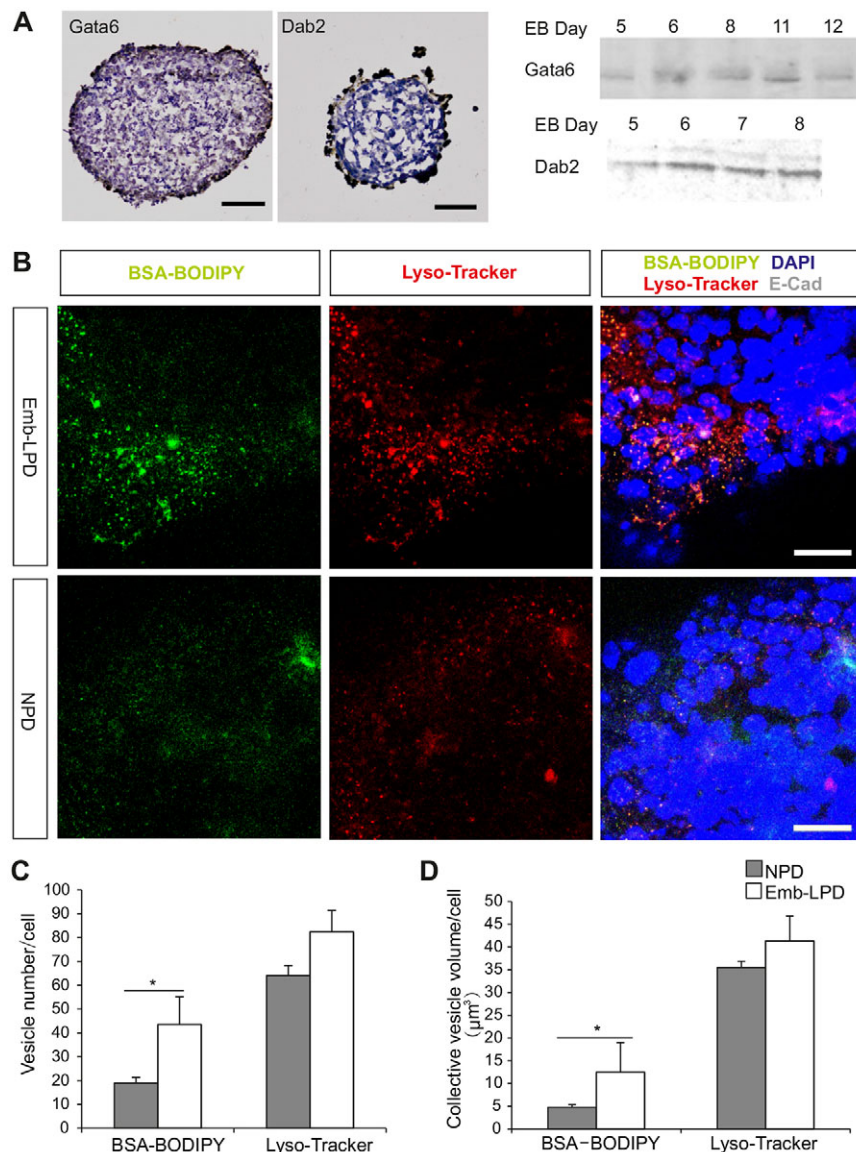 A
Gata6
Dab2
EB Day 5 6 8 11 12
Gata6
EB Day 5 6 7 8
Dab2
B
BSA-BODIPY
Lyso-Tracker
BSA-BODIPY DAPI
Lyso-Tracker E-Cad
Emb-LPD
NPD
C
Vesicle number/cell
100
90
80
70
60
50
40
30
20
10
0
*
BSA-BODIPY
Lyso-Tracker
D
NPD
Emb-LPD
Collective vesicle volume/cell
(µm³)
50
45
40
35
30
25
20
15
10
5
0
*
BSA-BODIPY
Lyso-Tracker